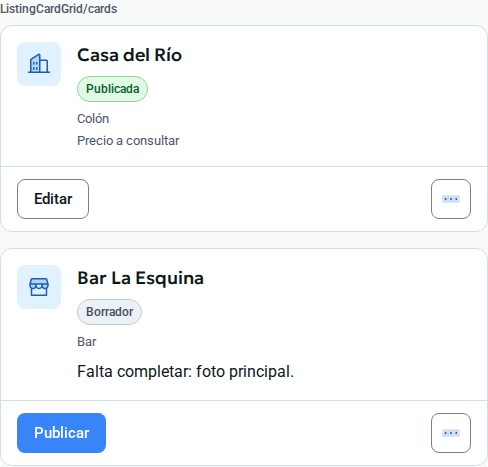 ListingCardGrid/cards
Casa del Río
Publicada
Colón
Precio a consultar
Editar
Bar La Esquina
Borrador
Bar
Falta completar: foto principal.
Publicar